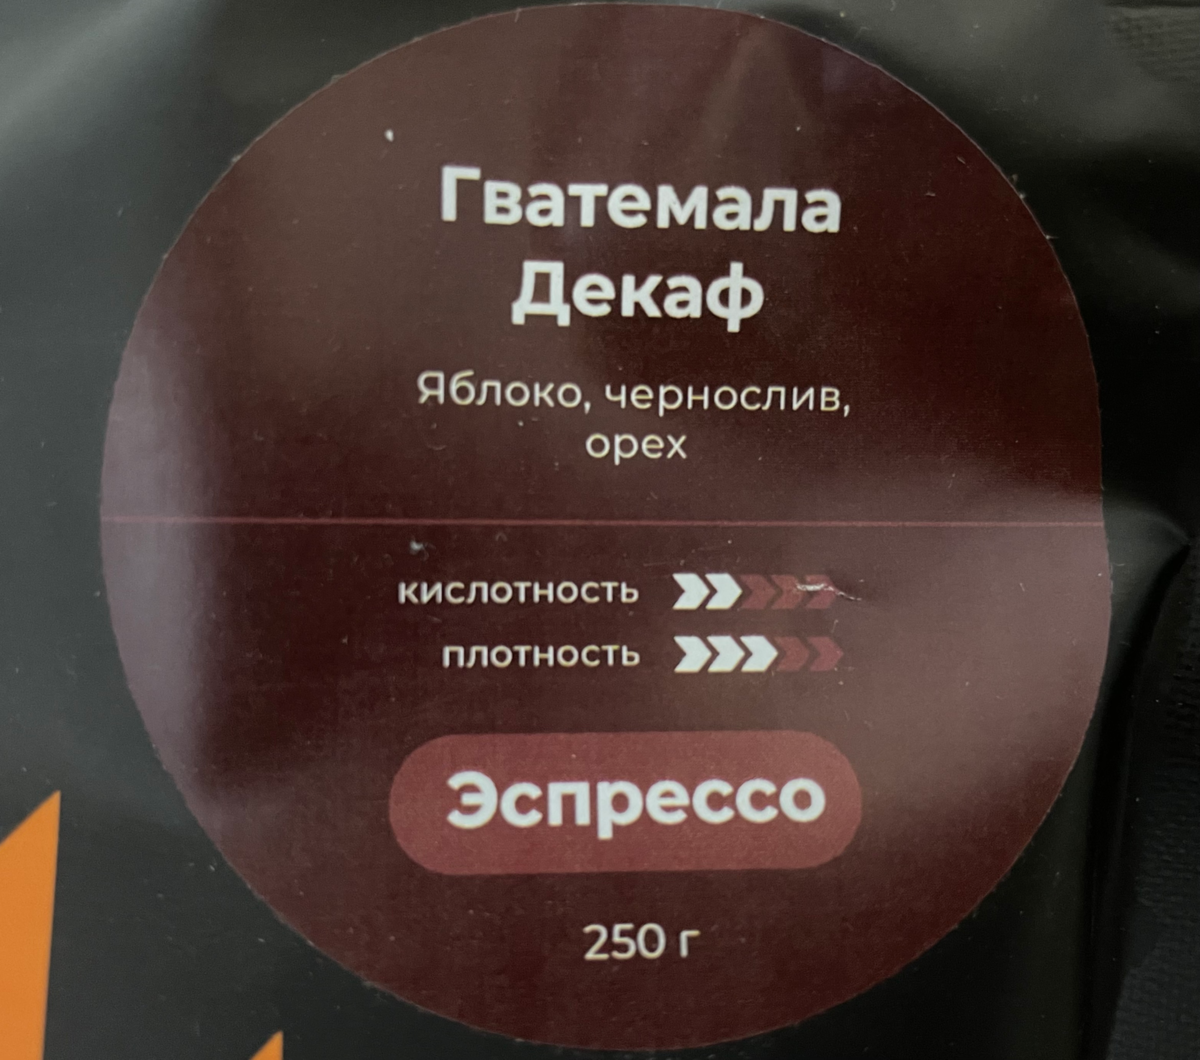 Гватемала
Декаф
Яблоко, чернослив,
орех
кислотность
плотность
Эспрессо
250 г